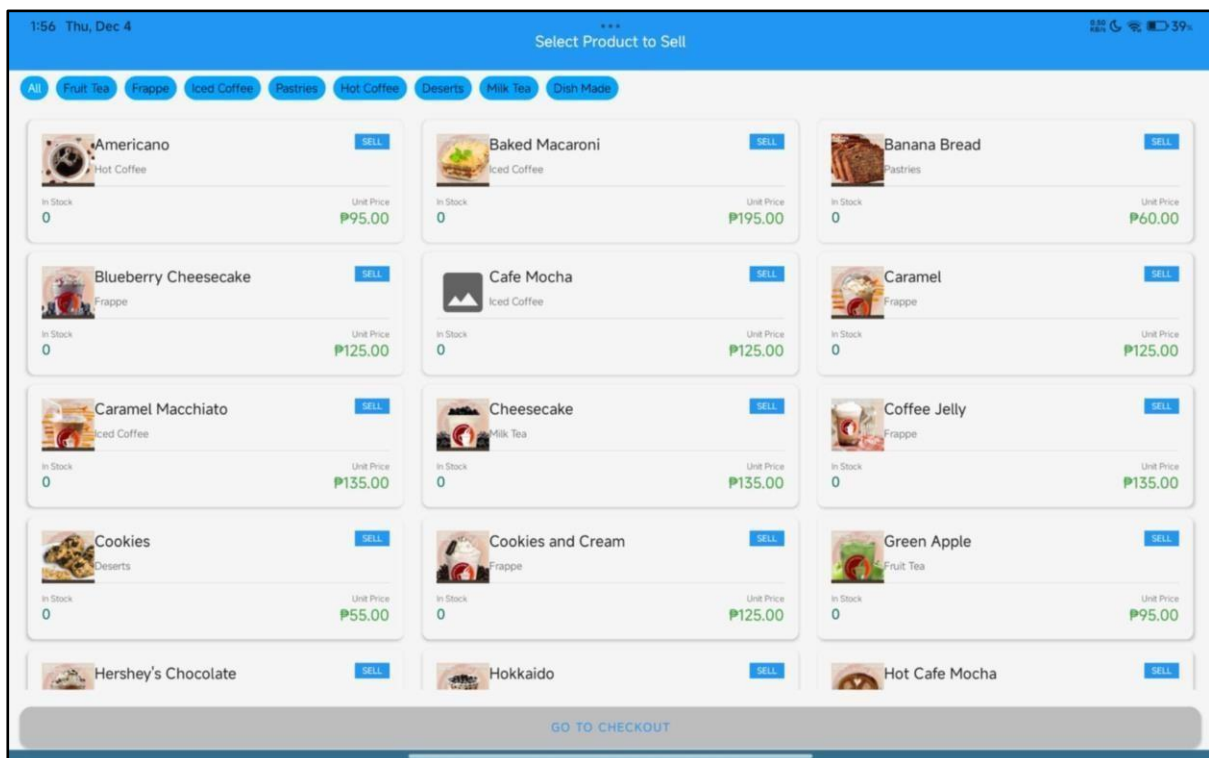 1:56 Thu, Dec 4
0.50 KB/s 39%
Select Product to Sell
All Fruit Tea Frappe Iced Coffee Pastries Hot Coffee Deserts Milk Tea Dish Made
Americano SELL
Hot Coffee
In Stock Unit Price
0 ₱95.00
Baked Macaroni SELL
Iced Coffee
In Stock Unit Price
0 ₱195.00
Banana Bread SELL
Pastries
In Stock Unit Price
0 ₱60.00
Blueberry Cheesecake SELL
Frappe
In Stock Unit Price
0 ₱125.00
Cafe Mocha SELL
Iced Coffee
In Stock Unit Price
0 ₱125.00
Caramel SELL
Frappe
In Stock Unit Price
0 ₱125.00
Caramel Macchiato SELL
Iced Coffee
In Stock Unit Price
0 ₱135.00
Cheesecake SELL
Milk Tea
In Stock Unit Price
0 ₱135.00
Coffee Jelly SELL
Frappe
In Stock Unit Price
0 ₱135.00
Cookies SELL
Deserts
In Stock Unit Price
0 ₱55.00
Cookies and Cream SELL
Frappe
In Stock Unit Price
0 ₱125.00
Green Apple SELL
Fruit Tea
In Stock Unit Price
0 ₱95.00
Hershey's Chocolate SELL
Hokkaido SELL
Hot Cafe Mocha SELL
GO TO CHECKOUT